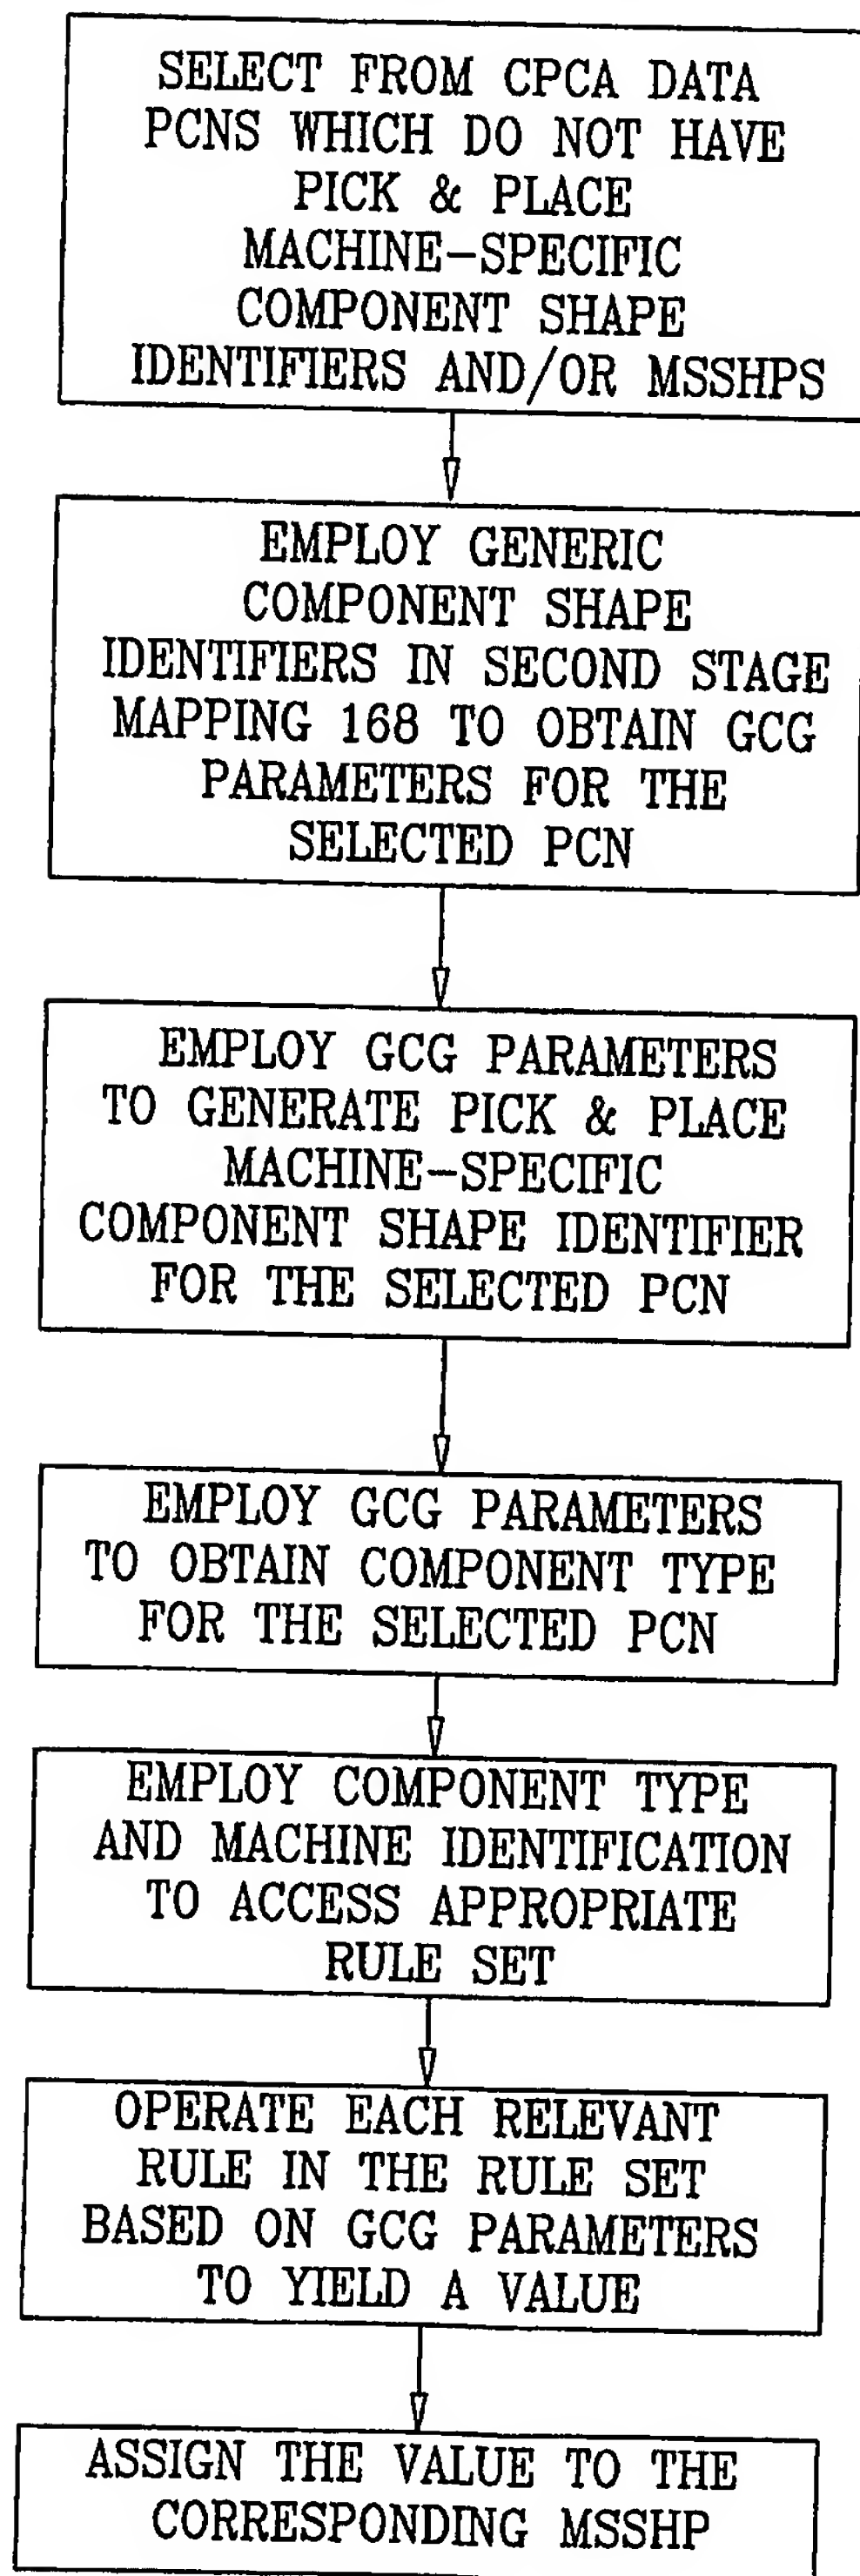 SELECT FROM CPCA DATA
PCNS WHICH DO NOT HAVE
PICK & PLACE
MACHINE-SPECIFIC
COMPONENT SHAPE
IDENTIFIERS AND/OR MSSHPS
EMPLOY GENERIC
COMPONENT SHAPE
IDENTIFIERS IN SECOND STAGE
MAPPING 168 TO OBTAIN GCG
PARAMETERS FOR THE
SELECTED PCN
EMPLOY GCG PARAMETERS
TO GENERATE PICK & PLACE
MACHINE-SPECIFIC
COMPONENT SHAPE IDENTIFIER
FOR THE SELECTED PCN
EMPLOY GCG PARAMETERS
TO OBTAIN COMPONENT TYPE
FOR THE SELECTED PCN
EMPLOY COMPONENT TYPE
AND MACHINE IDENTIFICATION
TO ACCESS APPROPRIATE
RULE SET
OPERATE EACH RELEVANT
RULE IN THE RULE SET
BASED ON GCG PARAMETERS
TO YIELD A VALUE
ASSIGN THE VALUE TO THE
CORRESPONDING MSSHP